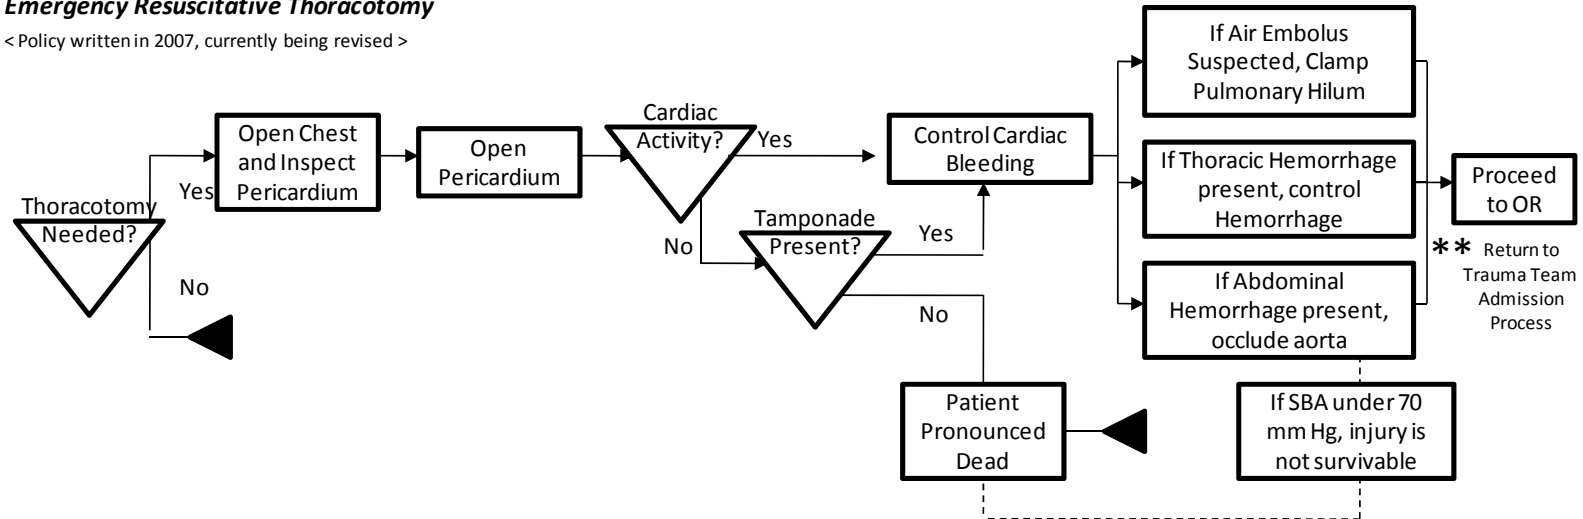 Emergency Resuscitative Thoracotomy
< Policy written in 2007, currently being revised >
Thoracotomy
Needed?
Yes
No
Open Chest
and Inspect
Pericardium
Open
Pericardium
Cardiac
Activity?
Yes
No
Tamponade
Present?
Yes
No
Control Cardiac
Bleeding
Patient
Pronounced
Dead
If Air Embolus
Suspected, Clamp
Pulmonary Hilum
If Thoracic Hemorrhage
present, control
Hemorrhage
If Abdominal
Hemorrhage present,
occlude aorta
If SBA under 70
mm Hg, injury is
not survivable
Proceed
to OR
** Return to
Trauma Team
Admission
Process